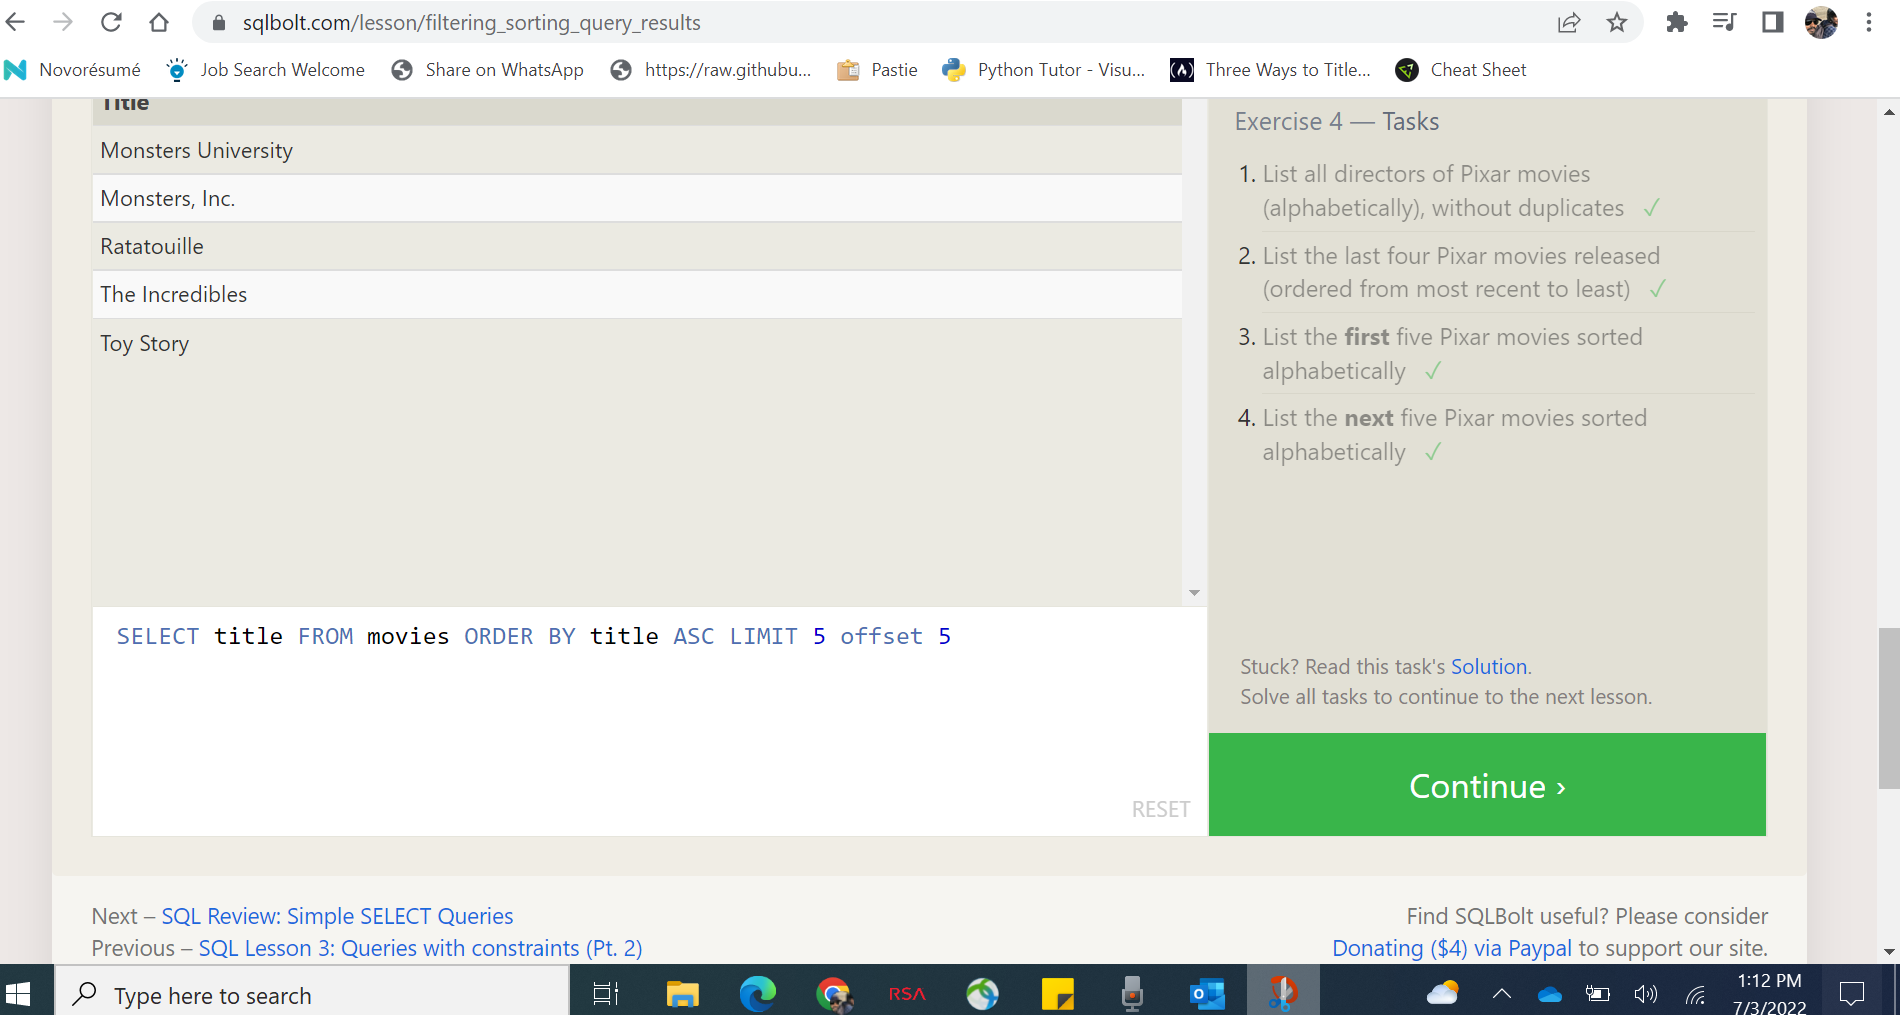 sqlbolt.com/lesson/filtering_sorting_query_results
Novorésumé
Job Search Welcome
Share on WhatsApp
https://raw.githubu...
Pastie
Python Tutor - Visu...
(A) Three Ways to Title...
Cheat Sheet
Title
Monsters University
Monsters, Inc.
Ratatouille
The Incredibles
Toy Story
SELECT title FROM movies ORDER BY title ASC LIMIT 5 offset 5
RESET
Exercise 4 — Tasks
1. List all directors of Pixar movies
(alphabetically), without duplicates ✓
2. List the last four Pixar movies released
(ordered from most recent to least) ✓
3. List the first five Pixar movies sorted
alphabetically ✓
4. List the next five Pixar movies sorted
alphabetically ✓
Stuck? Read this task's Solution.
Solve all tasks to continue to the next lesson.
Continue ›
Next – SQL Review: Simple SELECT Queries
Previous – SQL Lesson 3: Queries with constraints (Pt. 2)
Find SQLBolt useful? Please consider
Donating ($4) via Paypal to support our site.
Type here to search
RSA
1:12 PM
7/3/2022